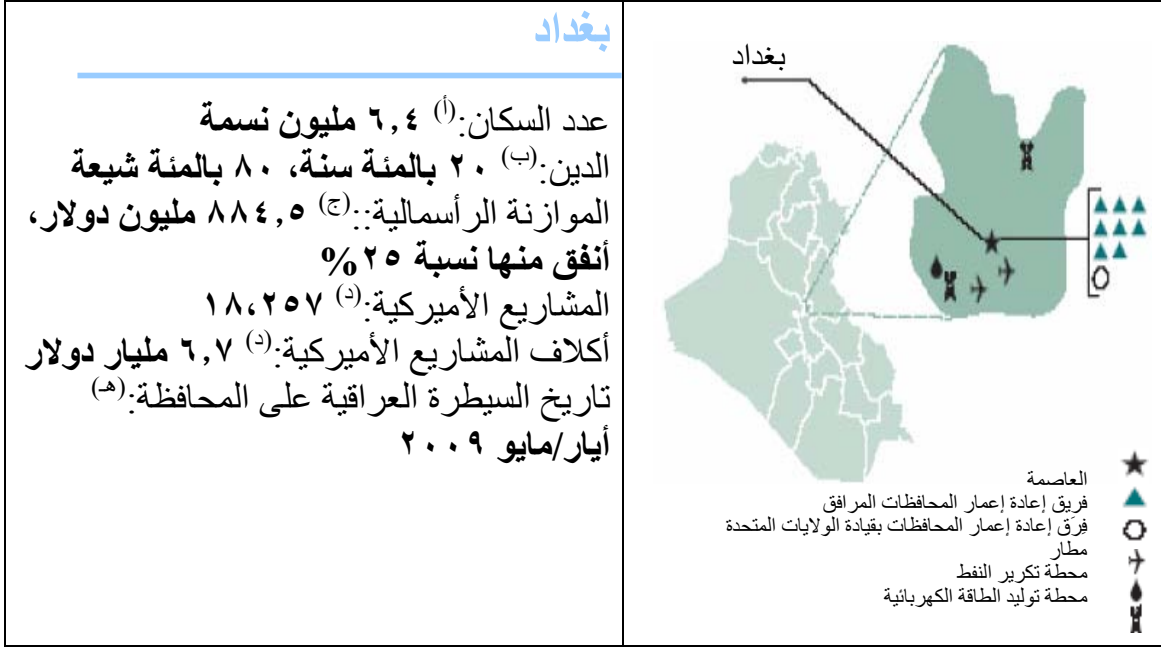 بغداد
عدد السكان:(أ) ٦,٤ مليون نسمة
الدين:(ب) ٢٠ بالمئة سنة، ٨٠ بالمئة شيعة
الموازنة الرأسمالية::(ج) ٨٨٤,٥ مليون دولار،
أنفق منها نسبة ٢٥%
المشاريع الأميركية:(د) ١٨،٢٥٧
أكلاف المشاريع الأميركية:(د) ٦,٧ مليار دولار
تاريخ السيطرة العراقية على المحافظة:(هـ)
أيار/مايو ٢٠٠٩
بغداد
العاصمة
فريق إعادة إعمار المحافظات المرافق
فِرَق إعادة إعمار المحافظات بقيادة الولايات المتحدة
مطار
محطة تكرير النفط
محطة توليد الطاقة الكهربائية